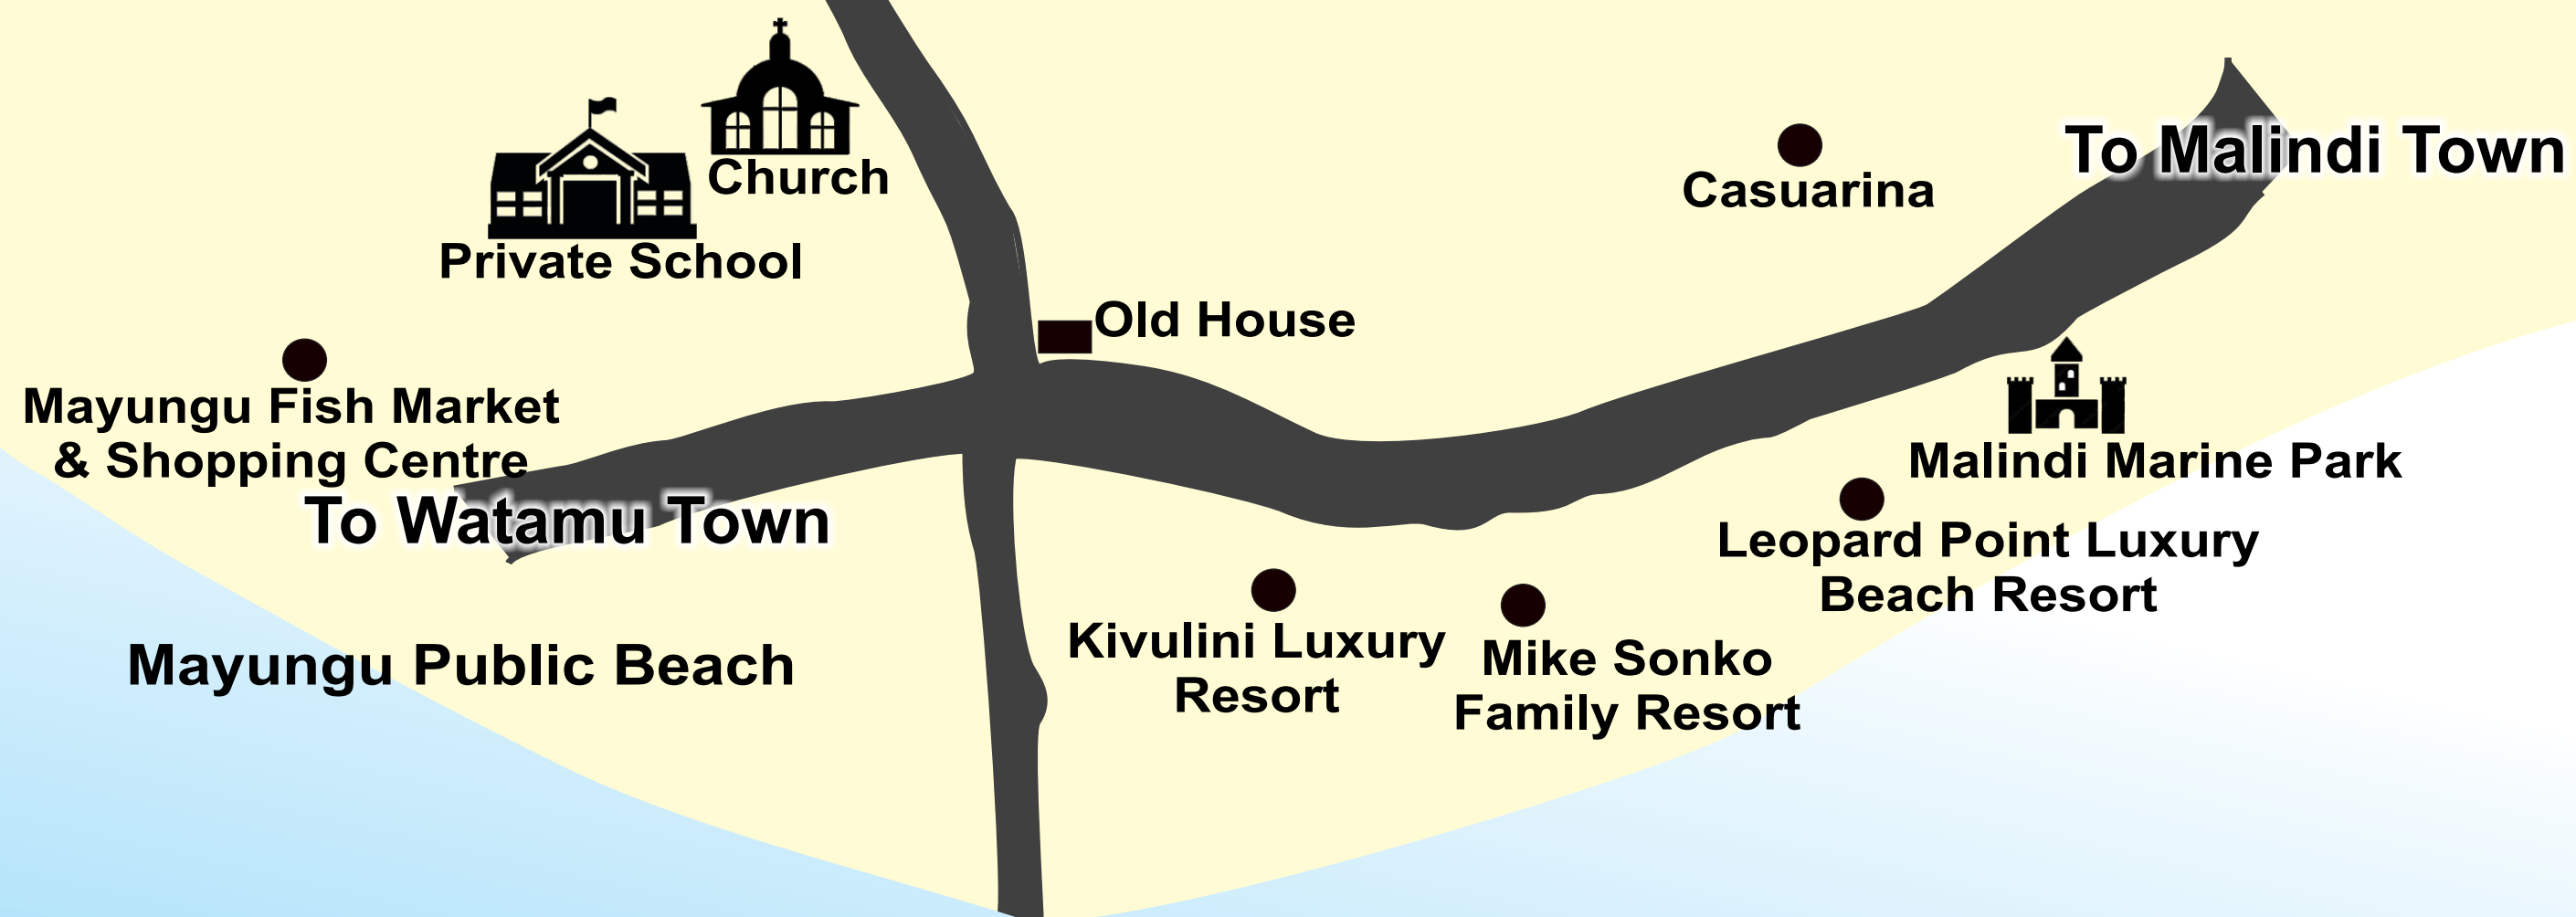 Church
Private School
Casuarina
To Malindi Town
Old House
Mayungu Fish Market
& Shopping Centre
To Watamu Town
Malindi Marine Park
Leopard Point Luxury
Beach Resort
Mayungu Public Beach
Kivulini Luxury
Resort
Mike Sonko
Family Resort